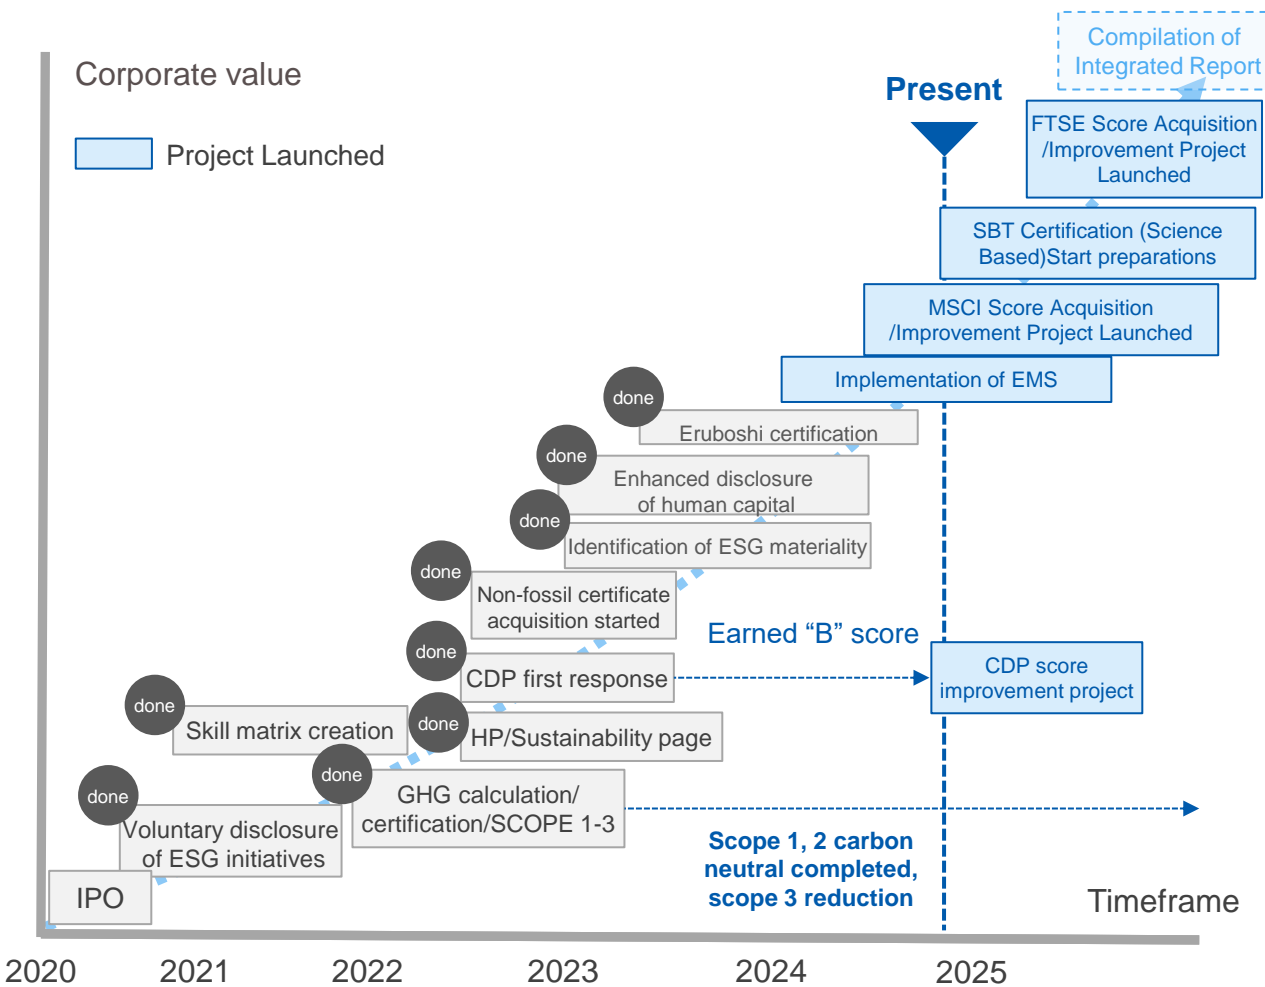 Compilation of
Integrated Report
Corporate value
Present
Project Launched
FTSE Score Acquisition
/Improvement Project
Launched
SBT Certification (Science
Based)Start preparations
MSCI Score Acquisition
/Improvement Project Launched
Implementation of EMS
done
Eruboshi certification
done
Enhanced disclosure
of human capital
done
Identification of ESG materiality
done
Non-fossil certificate
acquisition started
Earned “B” score
done
CDP first response
CDP score
improvement project
done
Skill matrix creation
done
HP/Sustainability page
done
GHG calculation/
certification/SCOPE 1-3
done
Voluntary disclosure
of ESG initiatives
Scope 1, 2 carbon
neutral completed,
scope 3 reduction
IPO
Timeframe
2020 2021 2022 2023 2024 2025